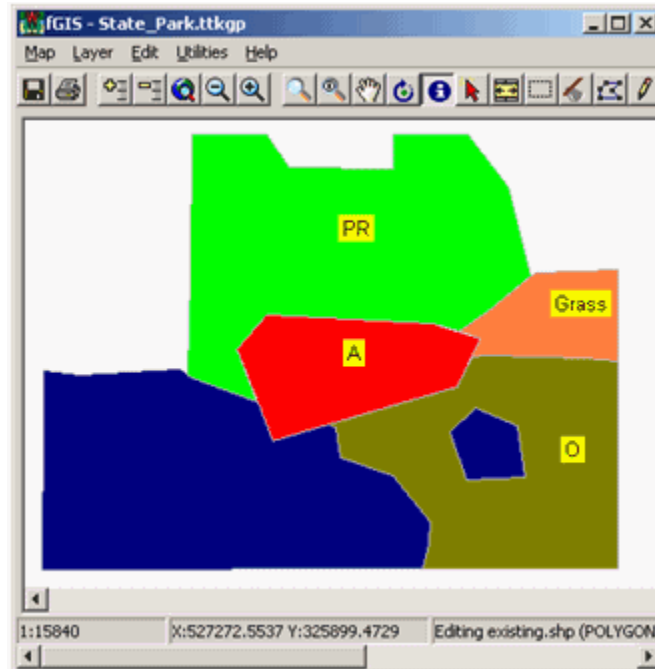 fGIS - State_Park.ttkgp
Map Layer Edit Utilities Help
PR
Grass
A
O
1:15840 X:527272.5537 Y:325899.4729 Editing existing.shp (POLYGON